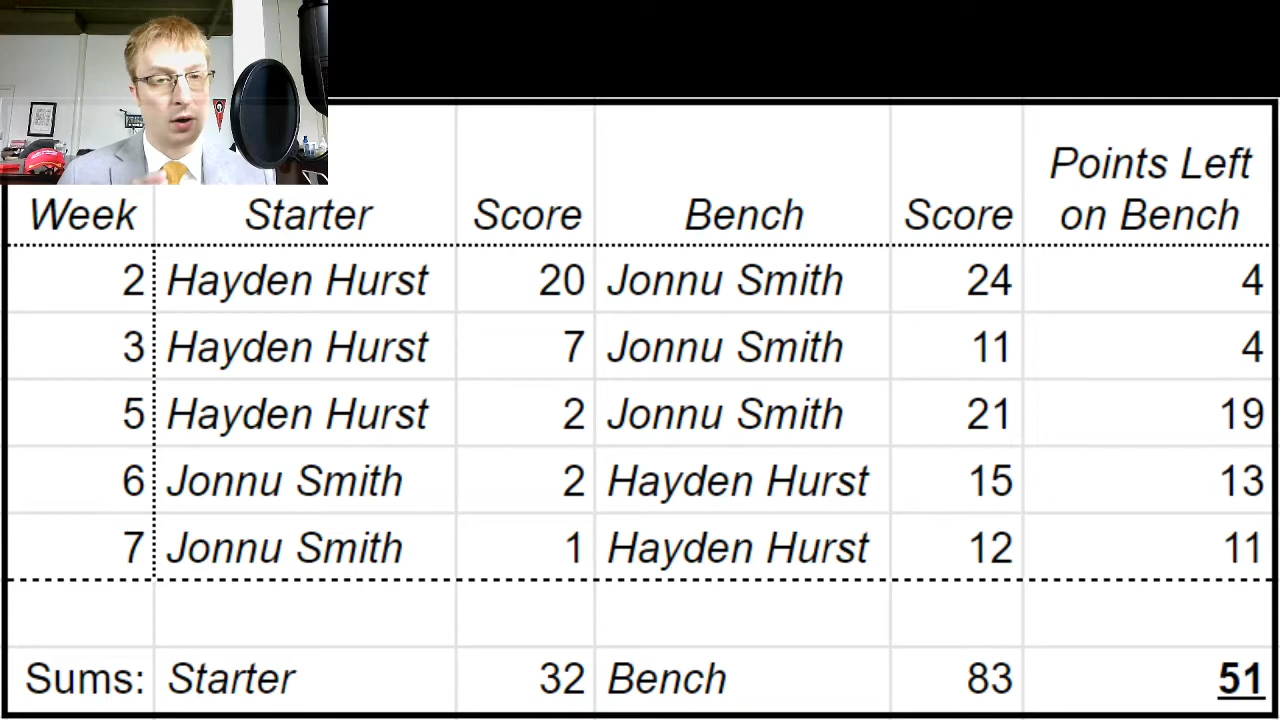 Points Left
Week Starter Score Bench Score on Bench
2 Hayden Hurst 20 Jonnu Smith 24 4
3 Hayden Hurst 7 Jonnu Smith 11 4
5 Hayden Hurst 2 Jonnu Smith 21 19
6 Jonnu Smith 2 Hayden Hurst 15 13
7 Jonnu Smith 1 Hayden Hurst 12 11
Sums: Starter 32 Bench 83 51